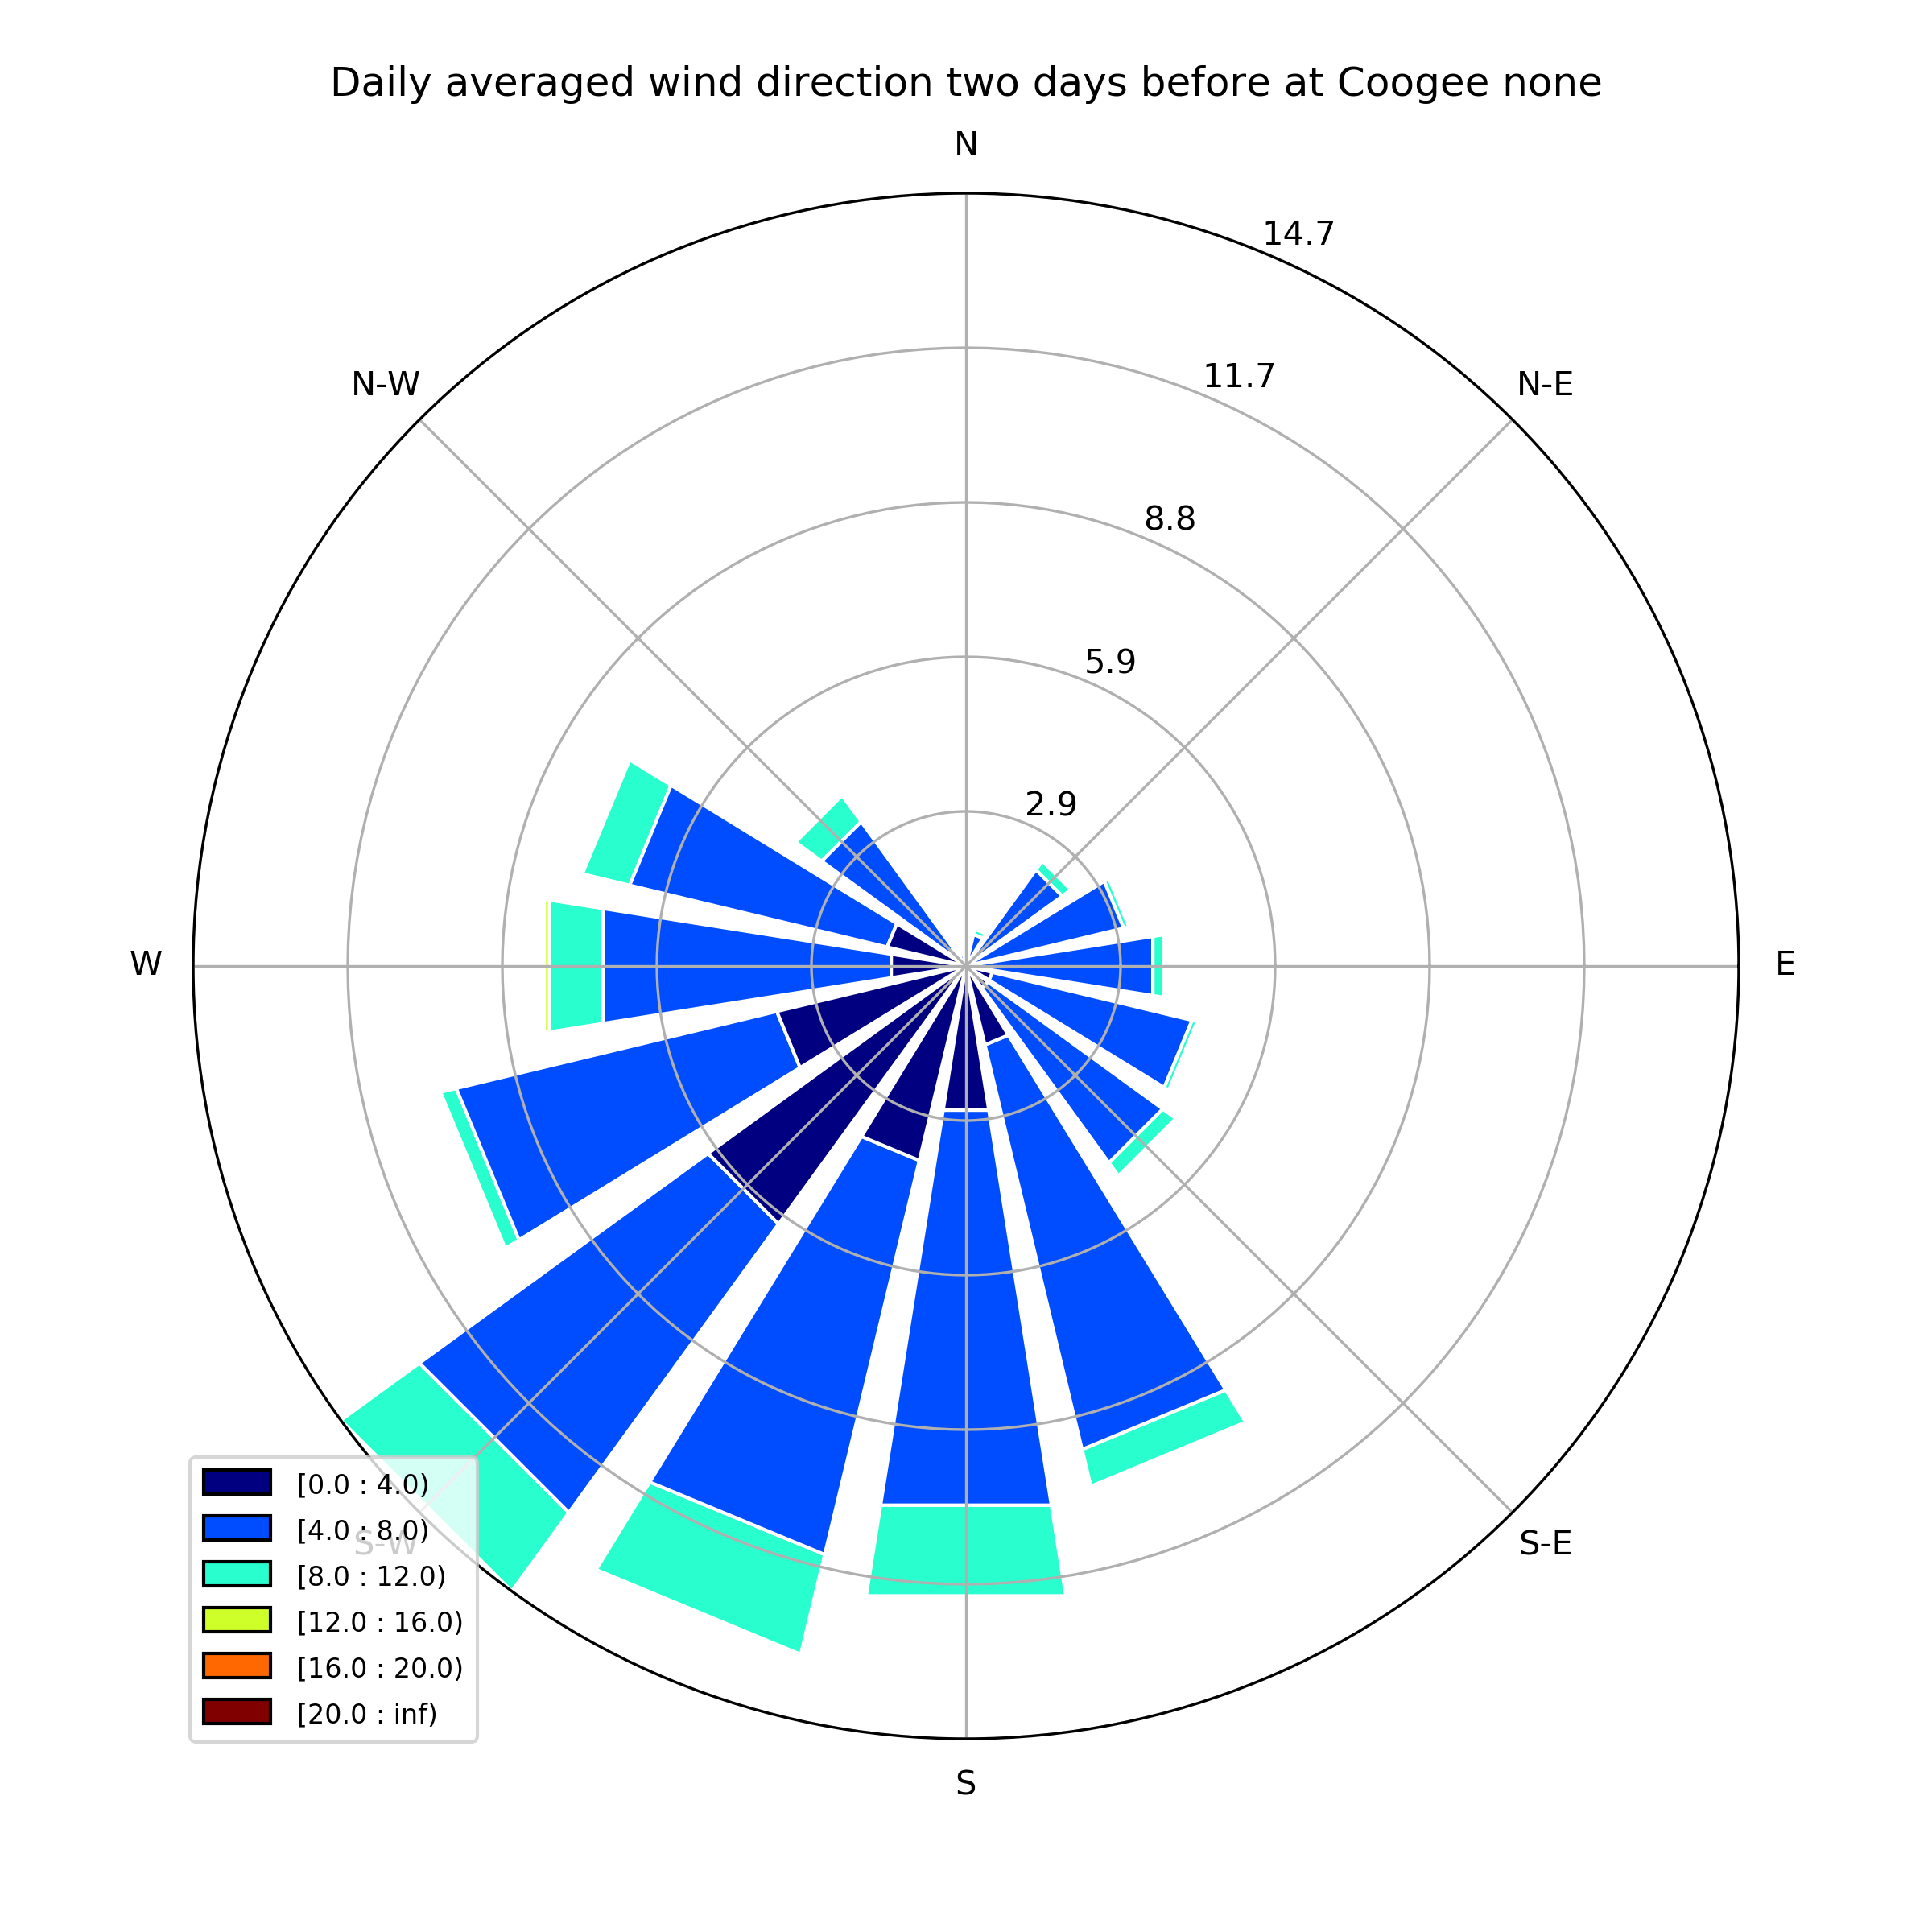 Daily averaged wind direction two days before at Coogee none
N
14.7
11.7
N-W
N-E
8.8
5.9
2.9
W
E
[0.0 : 4.0)
[4.0 : 8.0)
S-W
S-E
[8.0 : 12.0)
[12.0 : 16.0)
[16.0 : 20.0)
[20.0 : inf)
S